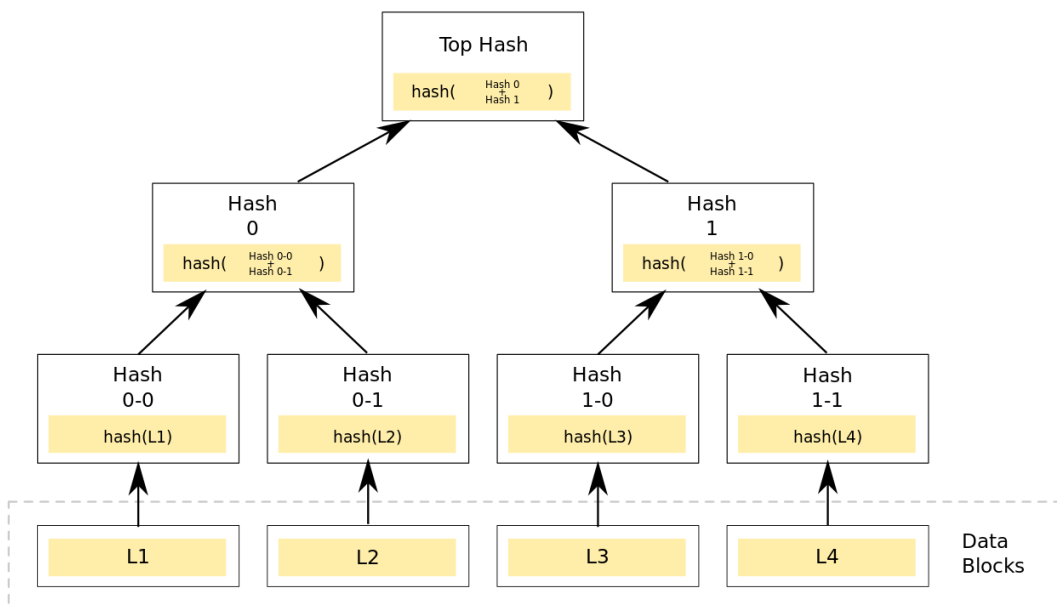 Top Hash
hash( Hash 0 + Hash 1 )
Hash
0
hash( Hash 0-0 + Hash 0-1 )
Hash
1
hash( Hash 1-0 + Hash 1-1 )
Hash
0-0
hash(L1)
Hash
0-1
hash(L2)
Hash
1-0
hash(L3)
Hash
1-1
hash(L4)
L1
L2
L3
L4
Data
Blocks